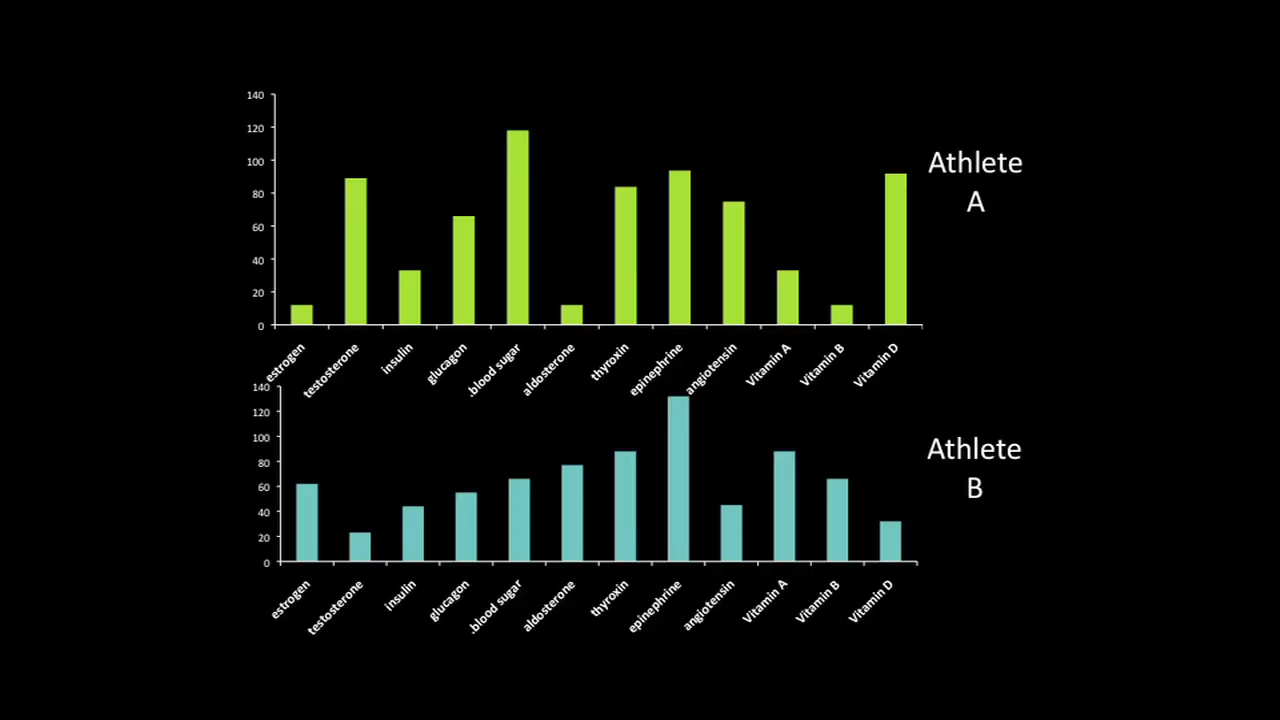 140
120
100
80
60
40
20
0
Athlete
A
estrogen
testosterone
insulin
glucagon
.blood sugar
aldosterone
thyroxin
epinephrine
angiotensin
Vitamin A
Vitamin B
Vitamin D
140
120
100
80
60
40
20
0
Athlete
B
estrogen
testosterone
insulin
glucagon
.blood sugar
aldosterone
thyroxin
epinephrine
angiotensin
Vitamin A
Vitamin B
Vitamin D